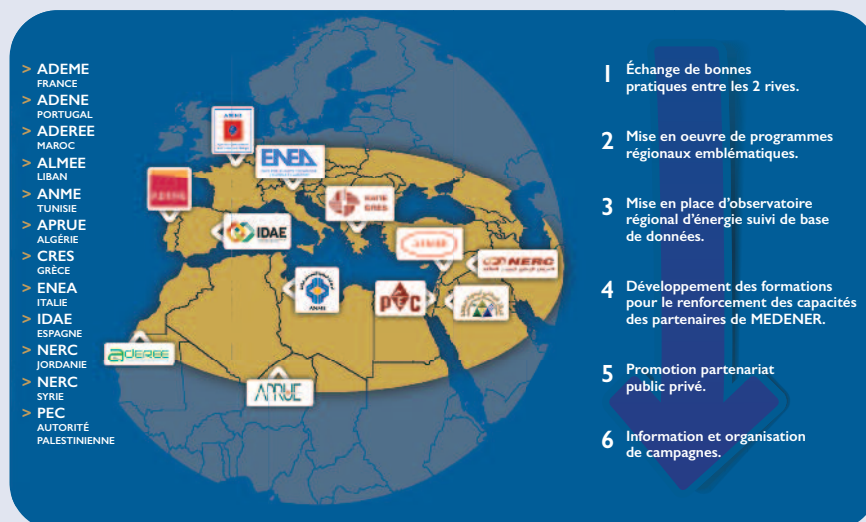 > ADEME
FRANCE
> ADENE
PORTUGAL
> ADEREE
MAROC
> ALMEE
LIBAN
> ANME
TUNISIE
> APRUE
ALGÉRIE
> CRES
GRÈCE
> ENEA
ITALIE
> IDAE
ESPAGNE
> NERC
JORDANIE
> NERC
SYRIE
> PEC
AUTORITÉ
PALESTINIENNE
ENEA
IDAE
CRES
NERC
PEC
ANME
aDEREE
APRUE
1 Échange de bonnes
pratiques entre les 2 rives.
2 Mise en oeuvre de programmes
régionaux emblématiques.
3 Mise en place d’observatoire
régional d’énergie suivi de base
de données.
4 Développement des formations
pour le renforcement des capacités
des partenaires de MEDENER.
5 Promotion partenariat
public privé.
6 Information et organisation
de campagnes.